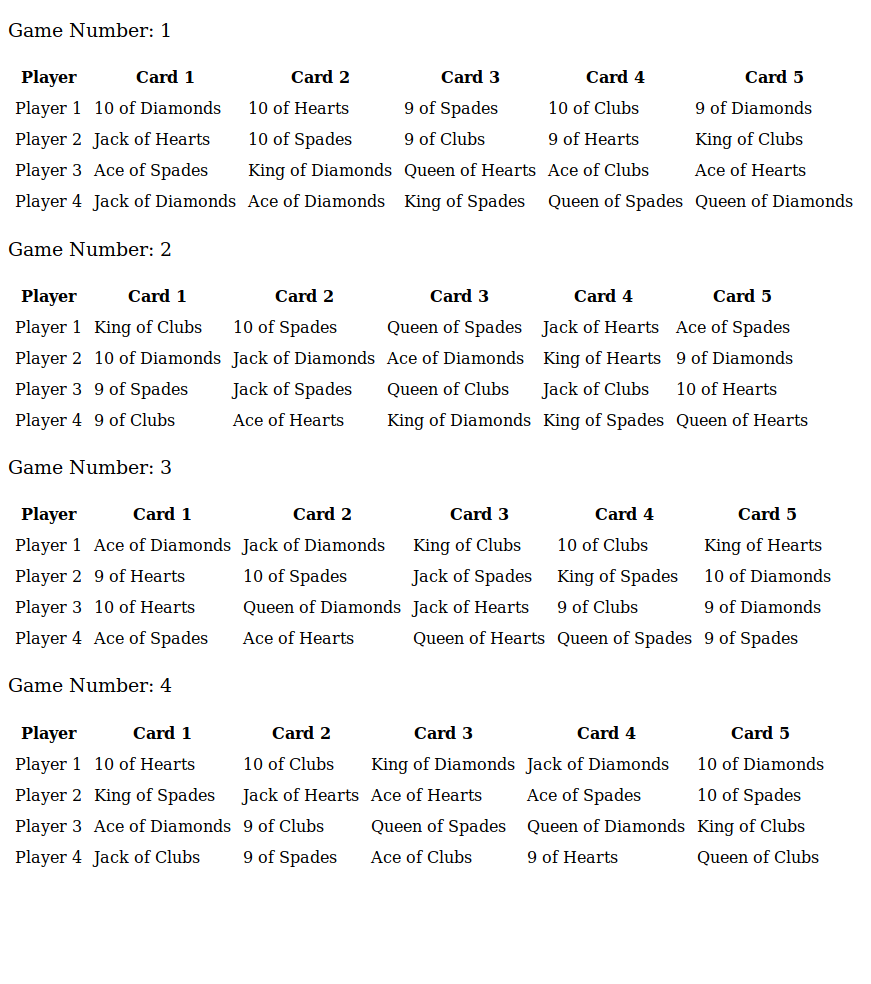 Game Number: 1
Player Card 1 Card 2 Card 3 Card 4 Card 5
Player 1 10 of Diamonds 10 of Hearts 9 of Spades 10 of Clubs 9 of Diamonds
Player 2 Jack of Hearts 10 of Spades 9 of Clubs 9 of Hearts King of Clubs
Player 3 Ace of Spades King of Diamonds Queen of Hearts Ace of Clubs Ace of Hearts
Player 4 Jack of Diamonds Ace of Diamonds King of Spades Queen of Spades Queen of Diamonds
Game Number: 2
Player Card 1 Card 2 Card 3 Card 4 Card 5
Player 1 King of Clubs 10 of Spades Queen of Spades Jack of Hearts Ace of Spades
Player 2 10 of Diamonds Jack of Diamonds Ace of Diamonds King of Hearts 9 of Diamonds
Player 3 9 of Spades Jack of Spades Queen of Clubs Jack of Clubs 10 of Hearts
Player 4 9 of Clubs Ace of Hearts King of Diamonds King of Spades Queen of Hearts
Game Number: 3
Player Card 1 Card 2 Card 3 Card 4 Card 5
Player 1 Ace of Diamonds Jack of Diamonds King of Clubs 10 of Clubs King of Hearts
Player 2 9 of Hearts 10 of Spades Jack of Spades King of Spades 10 of Diamonds
Player 3 10 of Hearts Queen of Diamonds Jack of Hearts 9 of Clubs 9 of Diamonds
Player 4 Ace of Spades Ace of Hearts Queen of Hearts Queen of Spades 9 of Spades
Game Number: 4
Player Card 1 Card 2 Card 3 Card 4 Card 5
Player 1 10 of Hearts 10 of Clubs King of Diamonds Jack of Diamonds 10 of Diamonds
Player 2 King of Spades Jack of Hearts Ace of Hearts Ace of Spades 10 of Spades
Player 3 Ace of Diamonds 9 of Clubs Queen of Spades Queen of Diamonds King of Clubs
Player 4 Jack of Clubs 9 of Spades Ace of Clubs 9 of Hearts Queen of Clubs